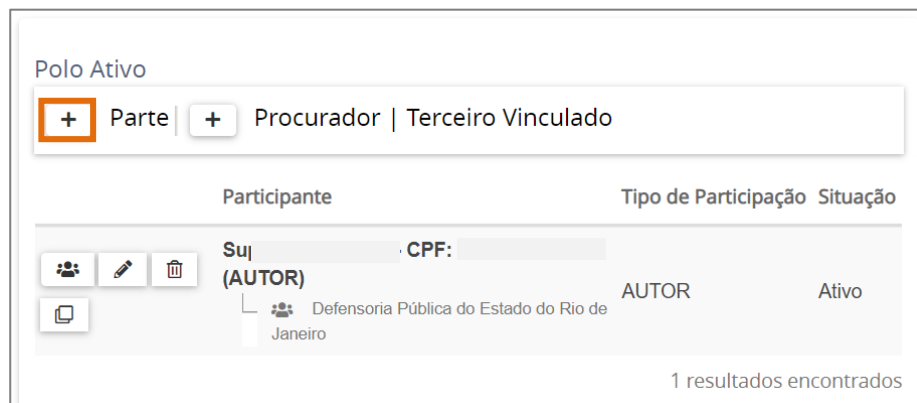 Polo Ativo
+ Parte | + Procurador | Terceiro Vinculado
Participante Tipo de Participação Situação
CPF:
(AUTOR)
Defensoria Pública do Estado do Rio de
Janeiro
AUTOR Ativo
1 resultados encontrados